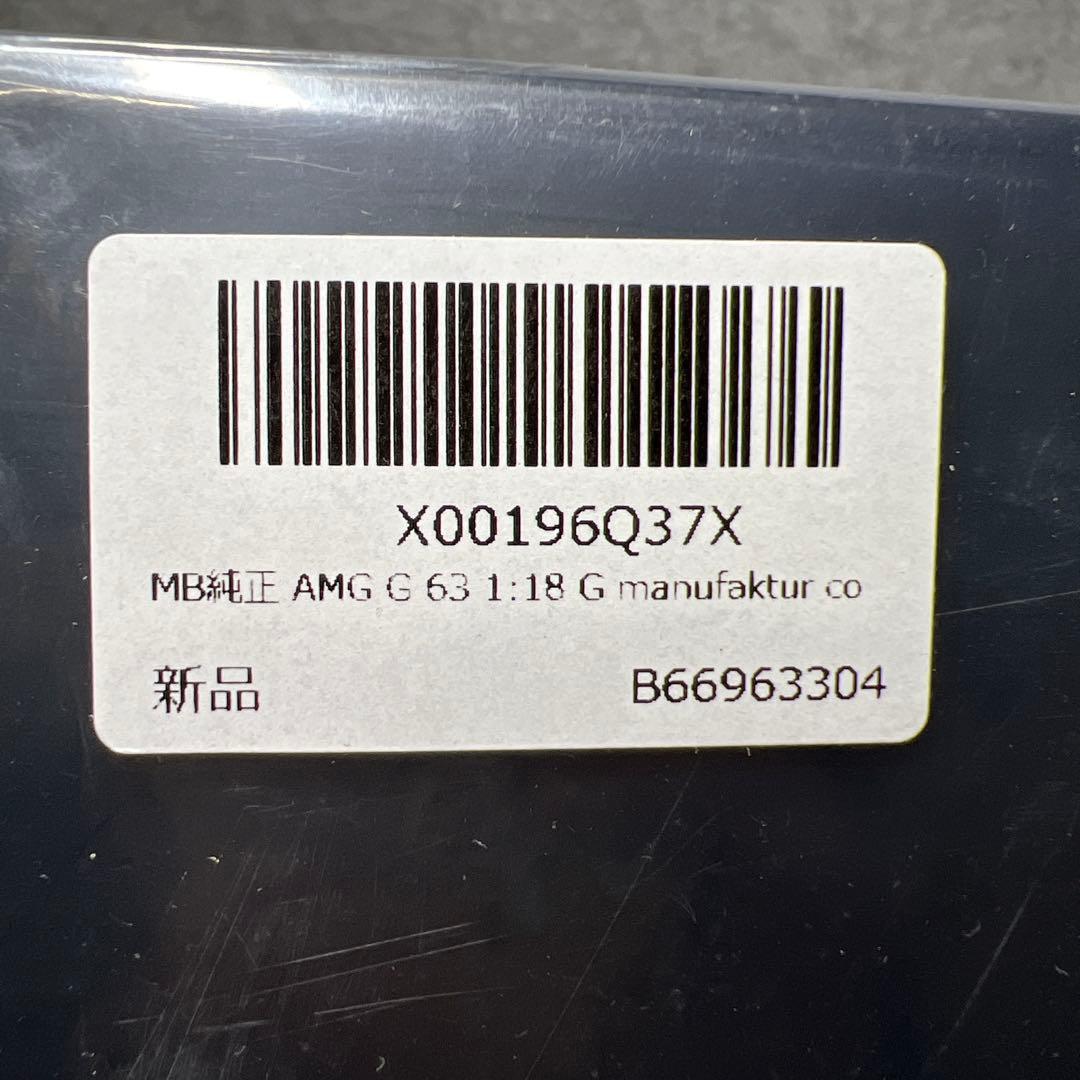 X00196Q37X
MB純正 AMG G 63 1:18 G manufaktur co
新品 B66963304